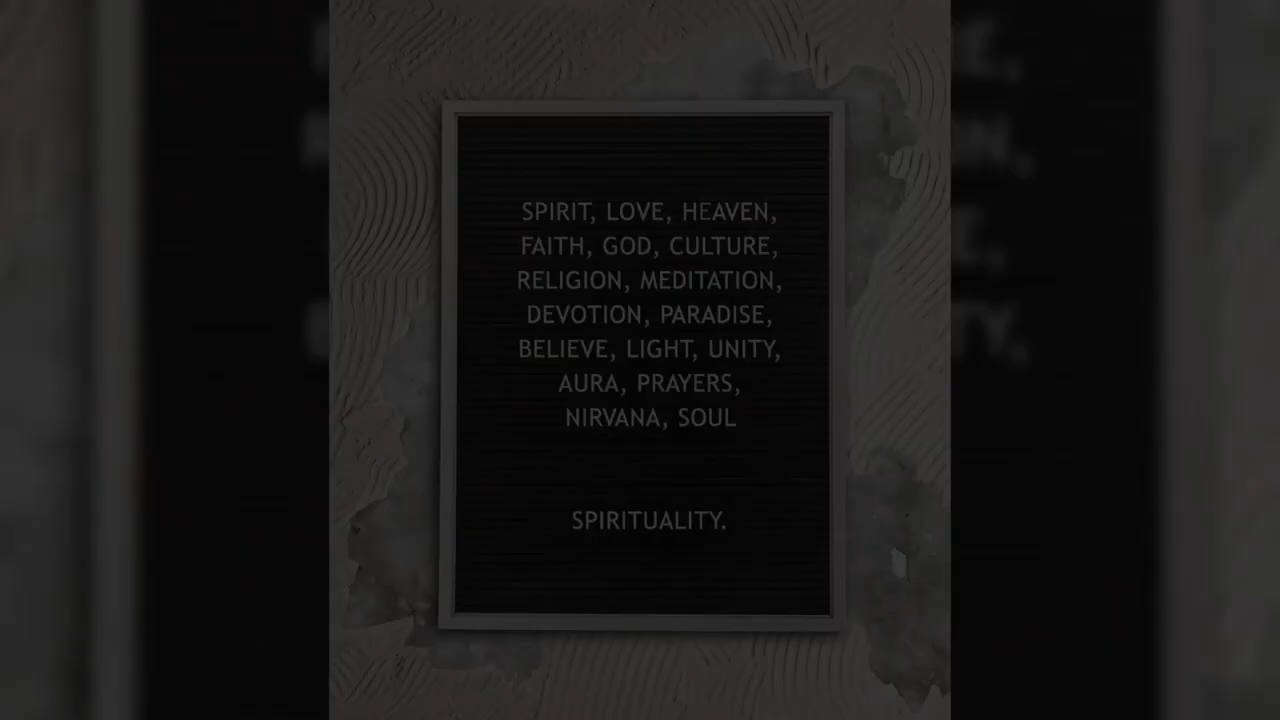 SPIRIT, LOVE, HEAVEN,
FAITH, GOD, CULTURE,
RELIGION, MEDITATION,
DEVOTION, PARADISE,
BELIEVE, LIGHT, UNITY,
AURA, PRAYERS,
NIRVANA, SOUL
SPIRITUALITY.